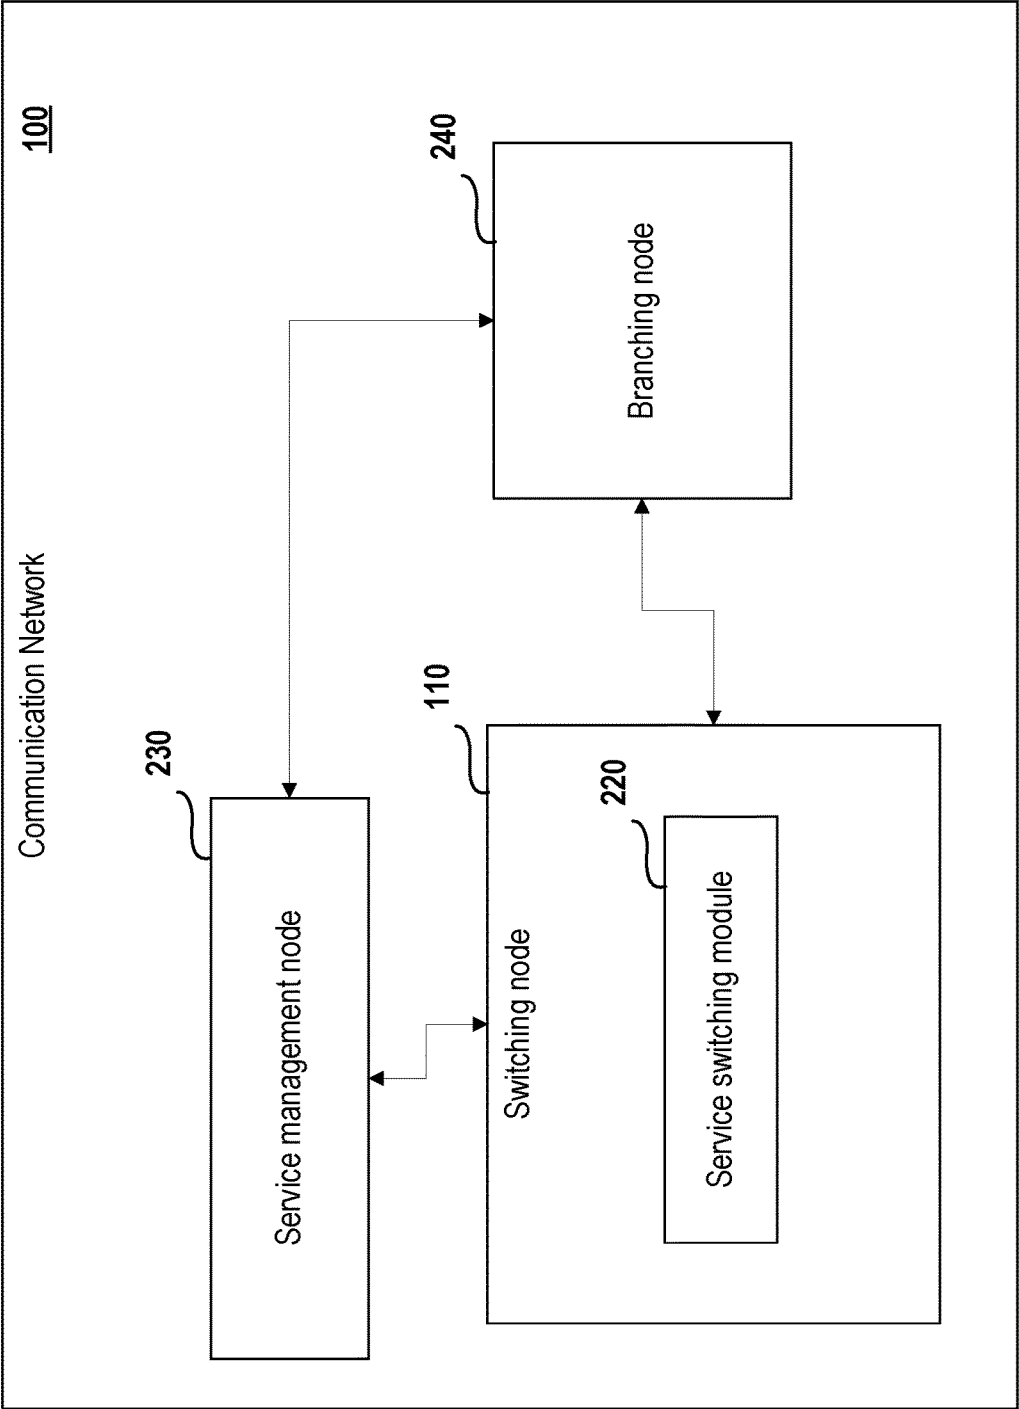 Communication Network
100
230
Service management node
110
Switching node
220
Service switching module
240
Branching node